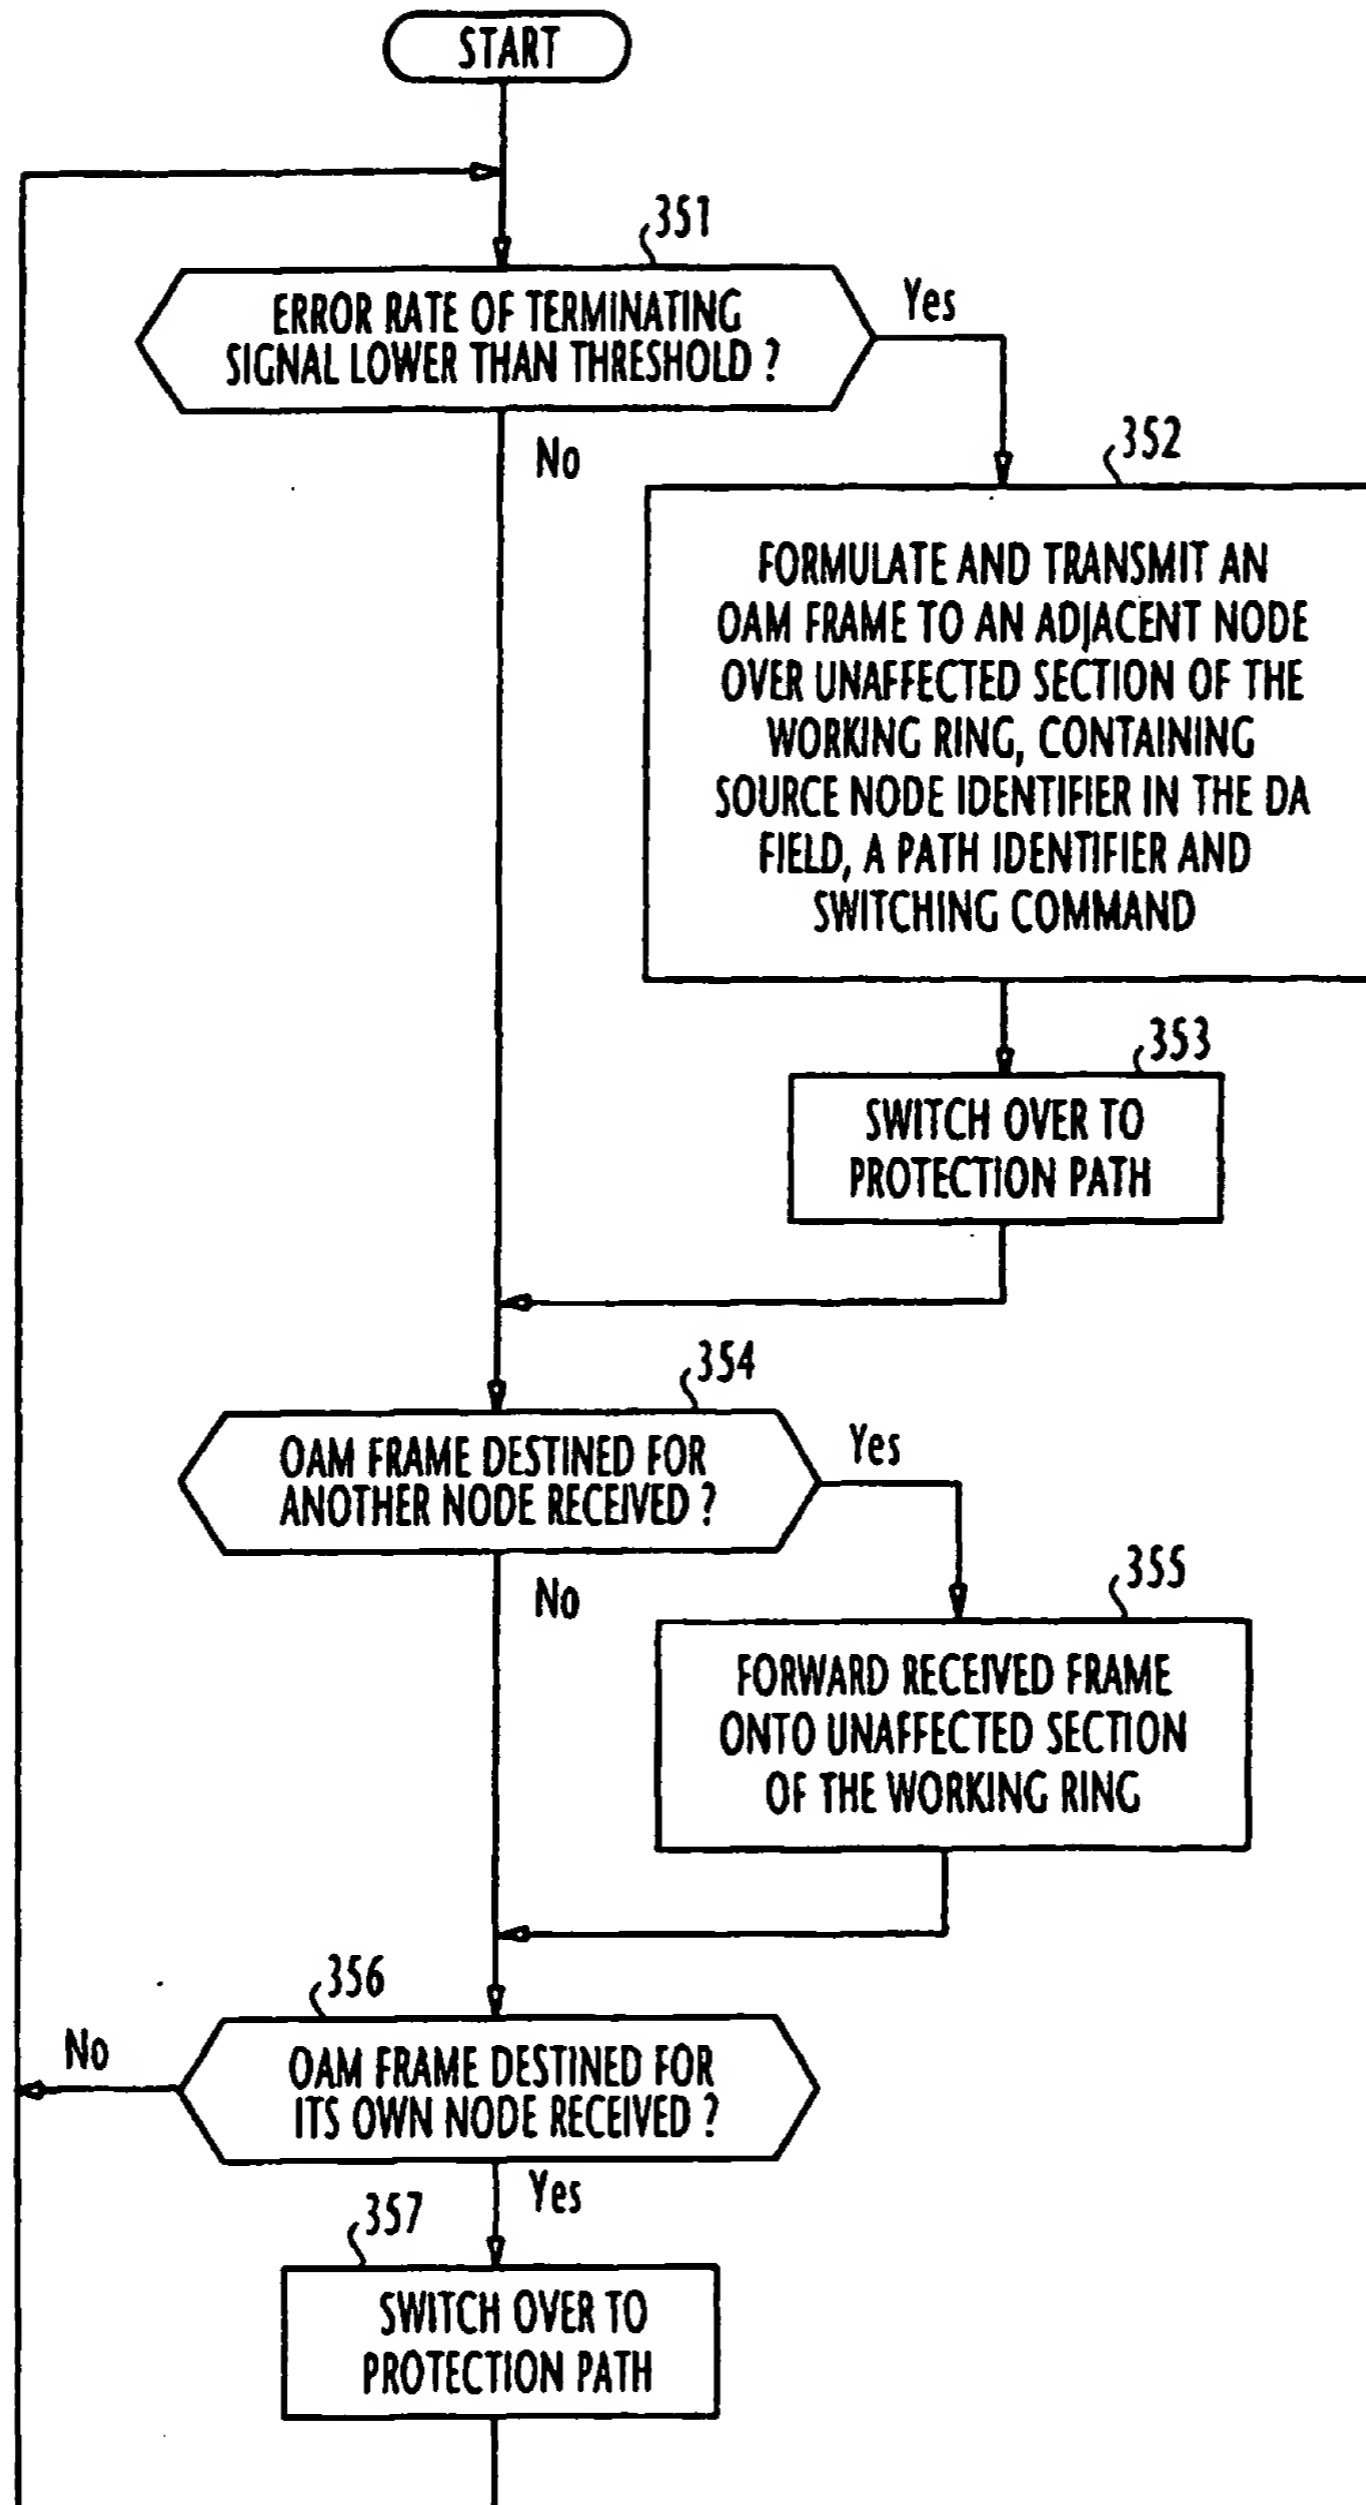 START
351
ERROR RATE OF TERMINATING
SIGNAL LOWER THAN THRESHOLD ?
Yes
No
352
FORMULATE AND TRANSMIT AN
OAM FRAME TO AN ADJACENT NODE
OVER UNAFFECTED SECTION OF THE
WORKING RING, CONTAINING
SOURCE NODE IDENTIFIER IN THE DA
FIELD, A PATH IDENTIFIER AND
SWITCHING COMMAND
353
SWITCH OVER TO
PROTECTION PATH
354
OAM FRAME DESTINED FOR
ANOTHER NODE RECEIVED ?
Yes
No
355
FORWARD RECEIVED FRAME
ONTO UNAFFECTED SECTION
OF THE WORKING RING
356
OAM FRAME DESTINED FOR
ITS OWN NODE RECEIVED ?
No
Yes
357
SWITCH OVER TO
PROTECTION PATH